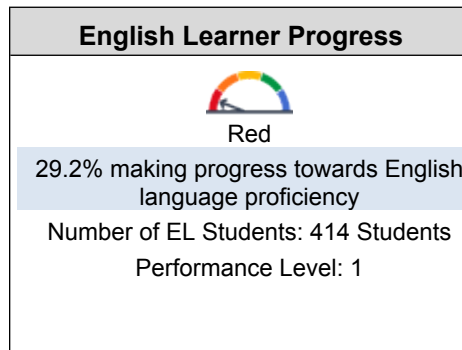 English Learner Progress
Red
29.2% making progress towards English
language proficiency
Number of EL Students: 414 Students
Performance Level: 1